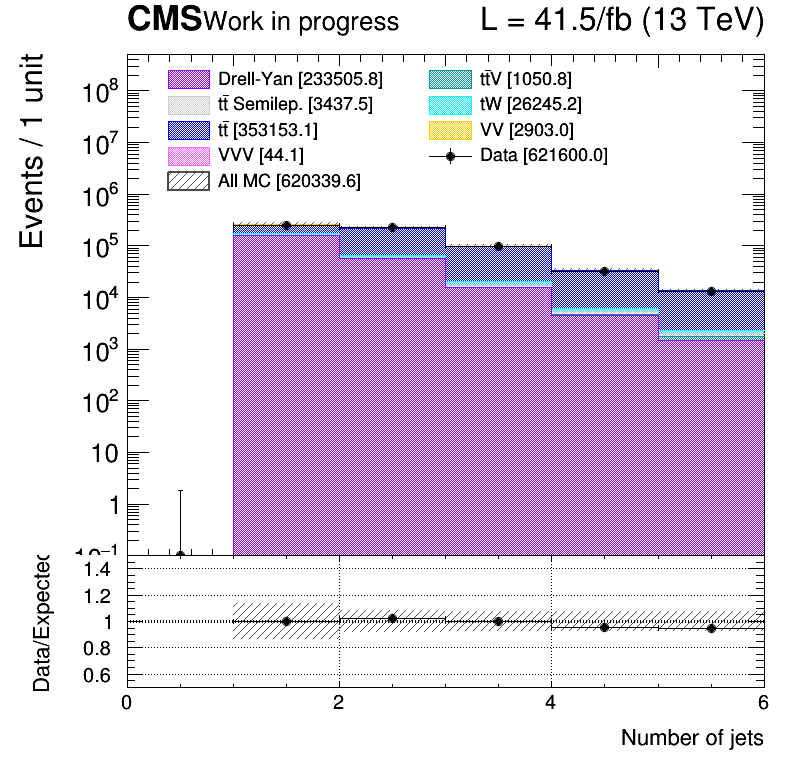 CMS Work in progress L = 41.5/fb (13 TeV)
Events / 1 unit
Drell-Yan [233505.8] tt̄V [1050.8]
tt̄ Semilep. [3437.5] tW [26245.2]
tt̄ [353153.1] VV [2903.0]
VVV [44.1] Data [621600.0]
All MC [620339.6]
10⁸
10⁷
10⁶
10⁵
10⁴
10³
10²
10
1
10⁻¹
Data/Expected
1.4
1.2
1
0.8
0.6
0 2 4 6
Number of jets